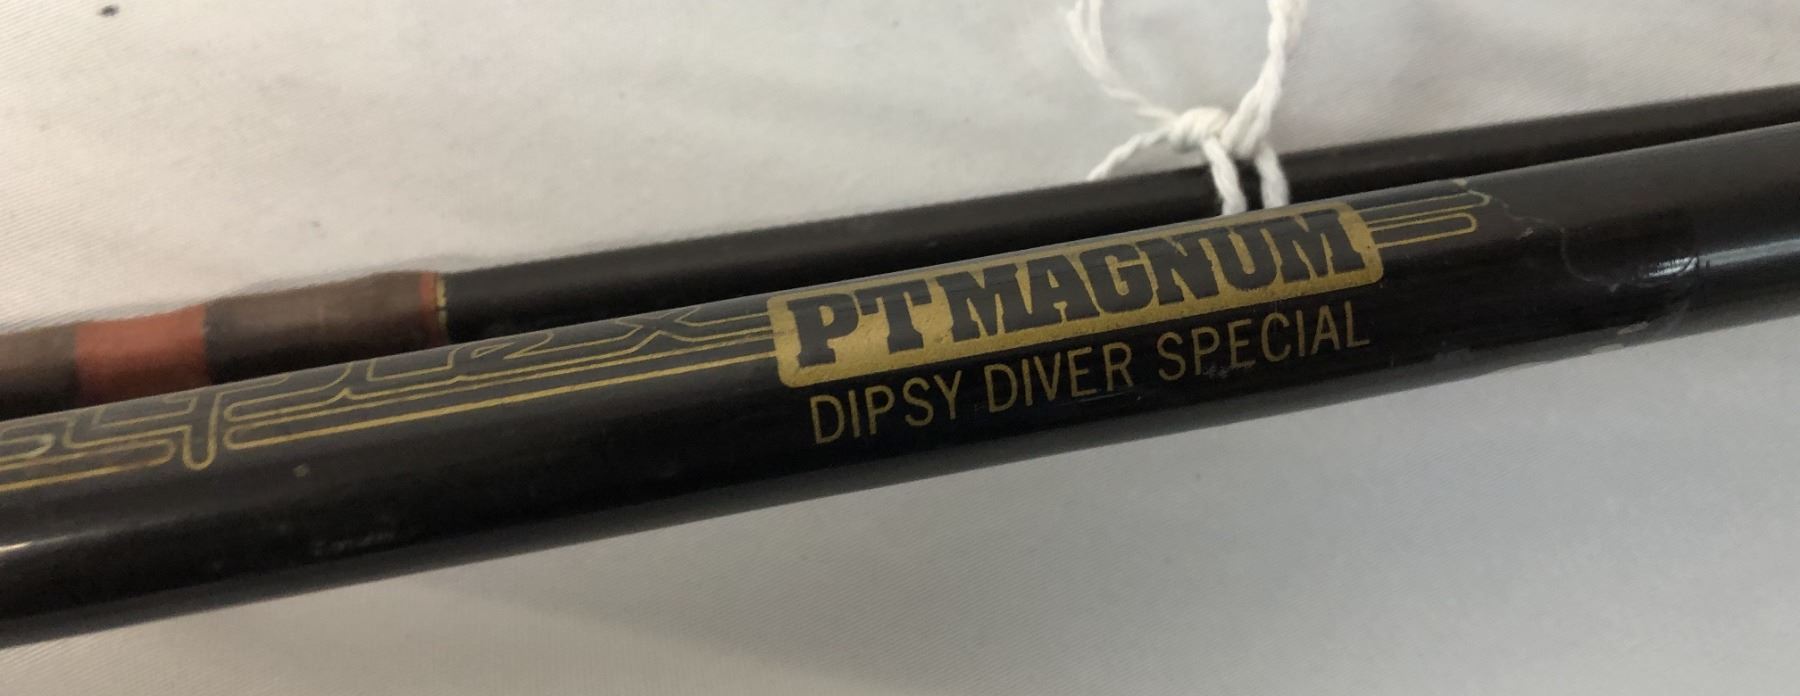 PT MAGNUM
DIPSY DIVER SPECIAL